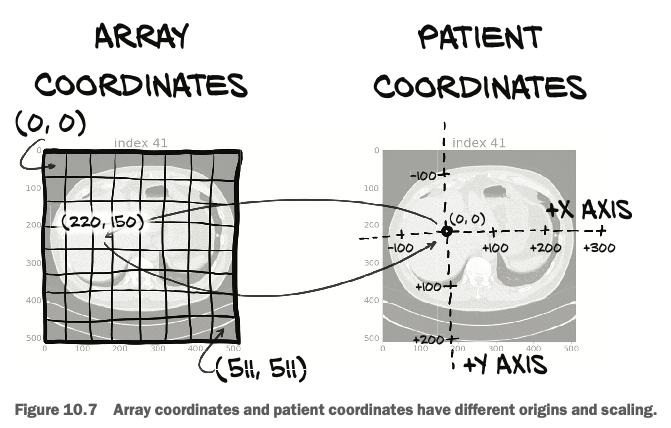 ARRAY
COORDINATES
PATIENT
COORDINATES
(0, 0)
index 41
0
100
200
300
400
500
0 100 200 300 400 500
(220, 150)
(511, 511)
index 41
0
100
200
300
400
500
0 100 200 300 400 500
-100
(0, 0)
+X AXIS
-100 +100 +200 +300
+100
+200
+Y AXIS
Figure 10.7 Array coordinates and patient coordinates have different origins and scaling.